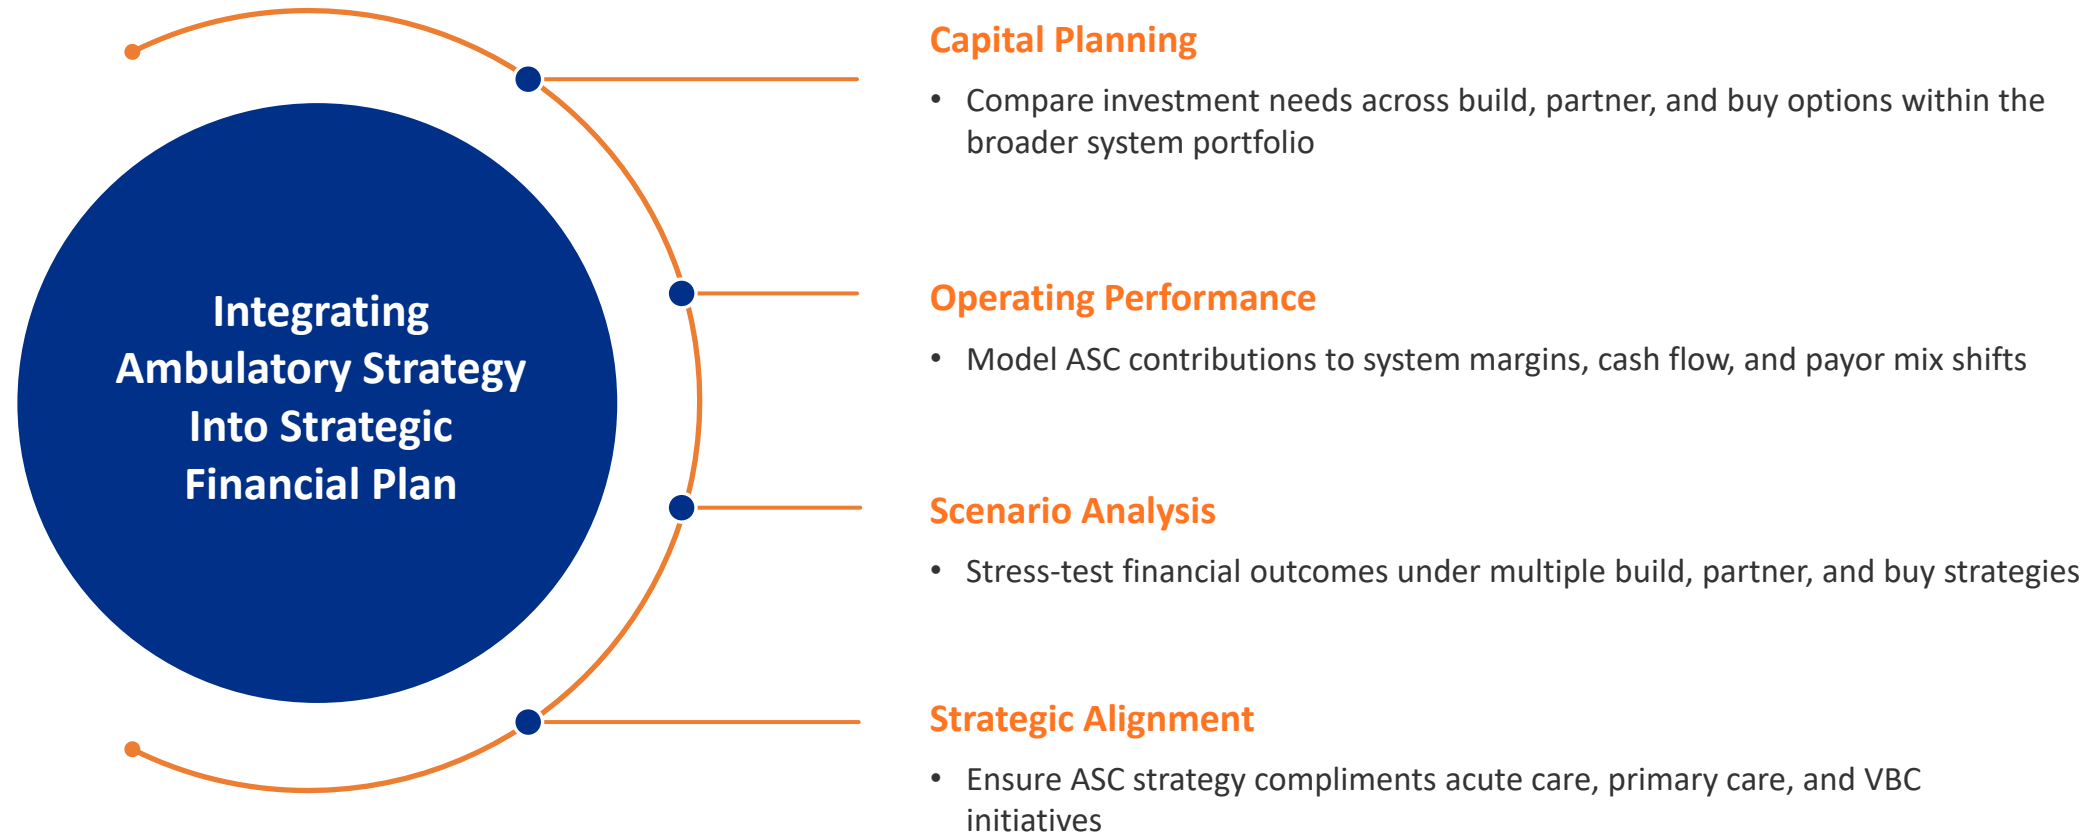 Integrating
Ambulatory Strategy
Into Strategic
Financial Plan
Capital Planning
• Compare investment needs across build, partner, and buy options within the
broader system portfolio
Operating Performance
• Model ASC contributions to system margins, cash flow, and payor mix shifts
Scenario Analysis
• Stress-test financial outcomes under multiple build, partner, and buy strategies
Strategic Alignment
• Ensure ASC strategy compliments acute care, primary care, and VBC
initiatives